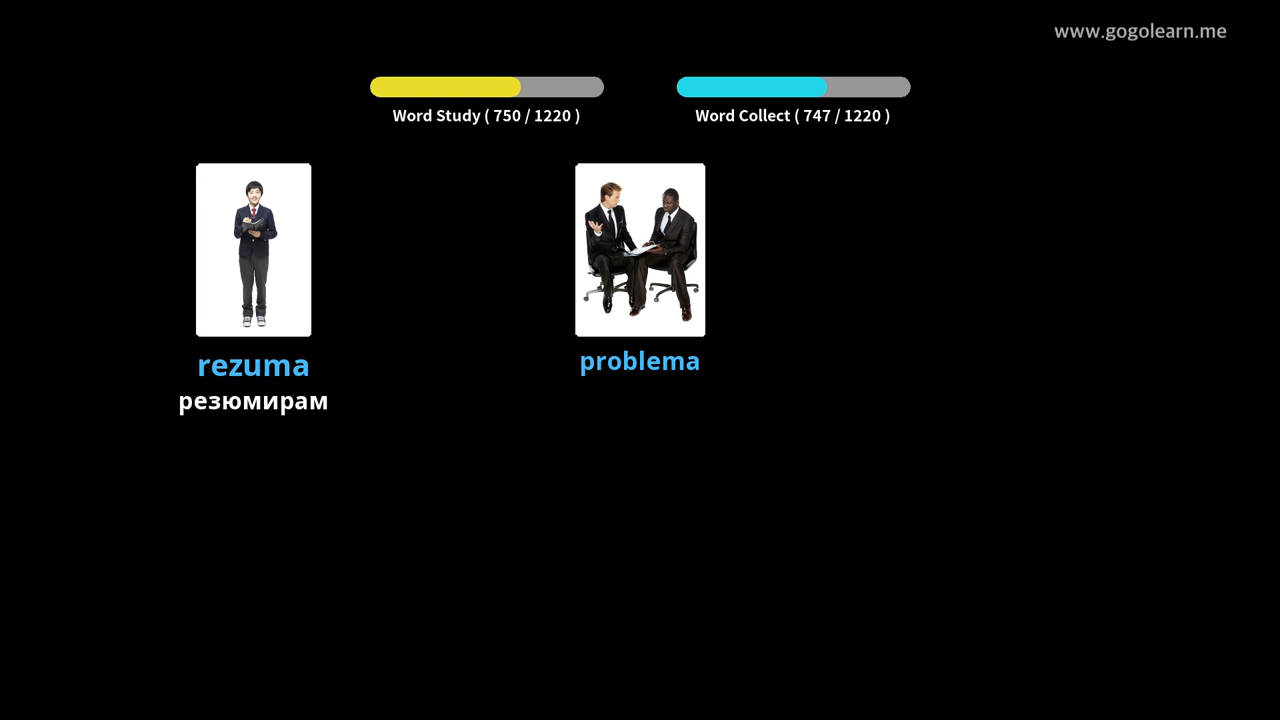 www.gogolearn.me
Word Study ( 750 / 1220 )
Word Collect ( 747 / 1220 )
rezuma
резюмирам
problema